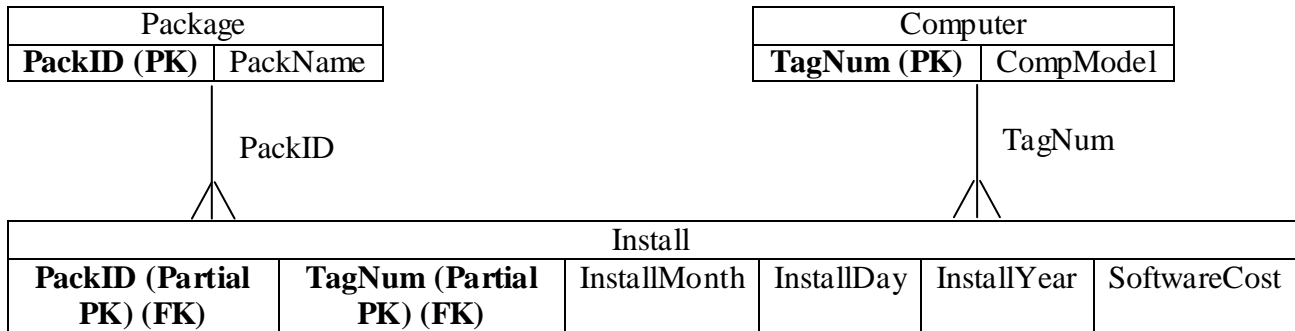 Package
Computer
PackID (PK) PackName
TagNum (PK) CompModel
PackID
TagNum
Install
PackID (Partial PK) (FK) TagNum (Partial PK) (FK) InstallMonth InstallDay InstallYear SoftwareCost